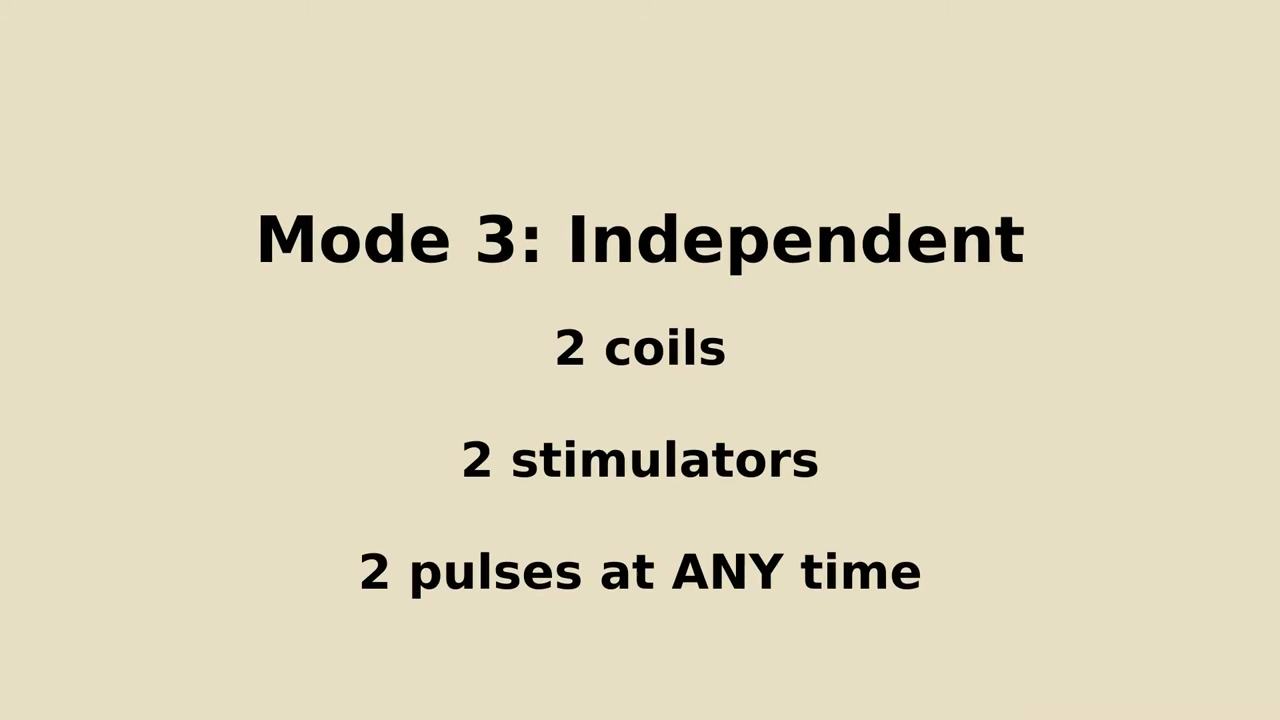 Mode 3: Independent
2 coils
2 stimulators
2 pulses at ANY time